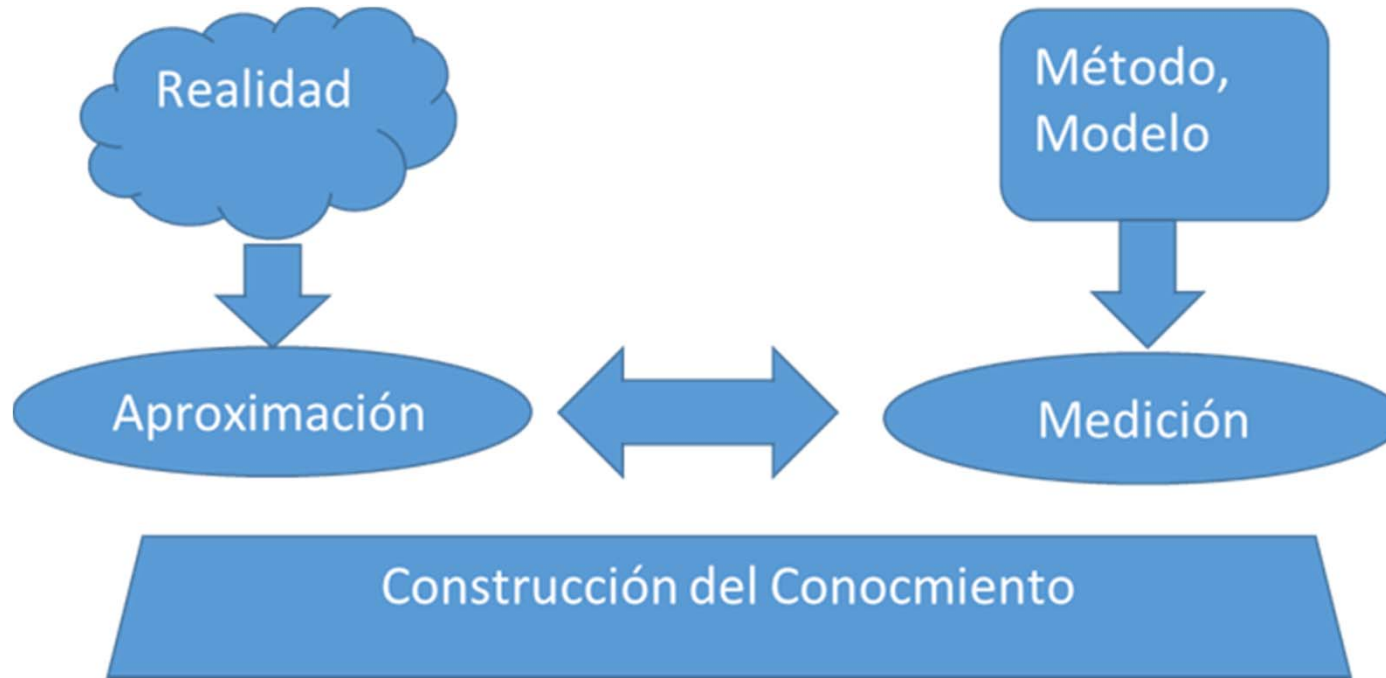 Realidad
Método,
Modelo
Aproximación
Medición
Construcción del Conocmiento